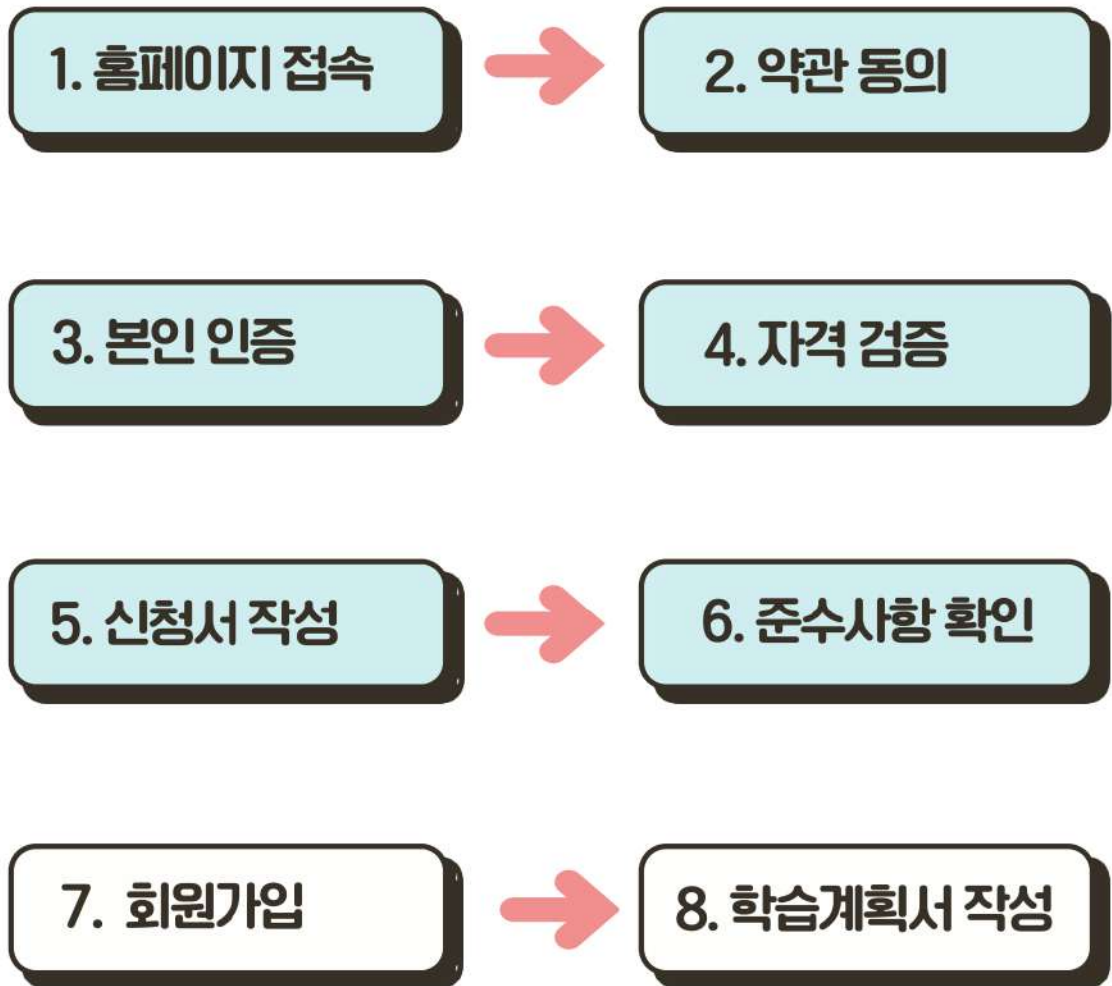 1. 홈페이지 접속
2. 약관 동의
3. 본인 인증
4. 자격 검증
5. 신청서 작성
6. 준수사항 확인
7. 회원가입
8. 학습계획서 작성